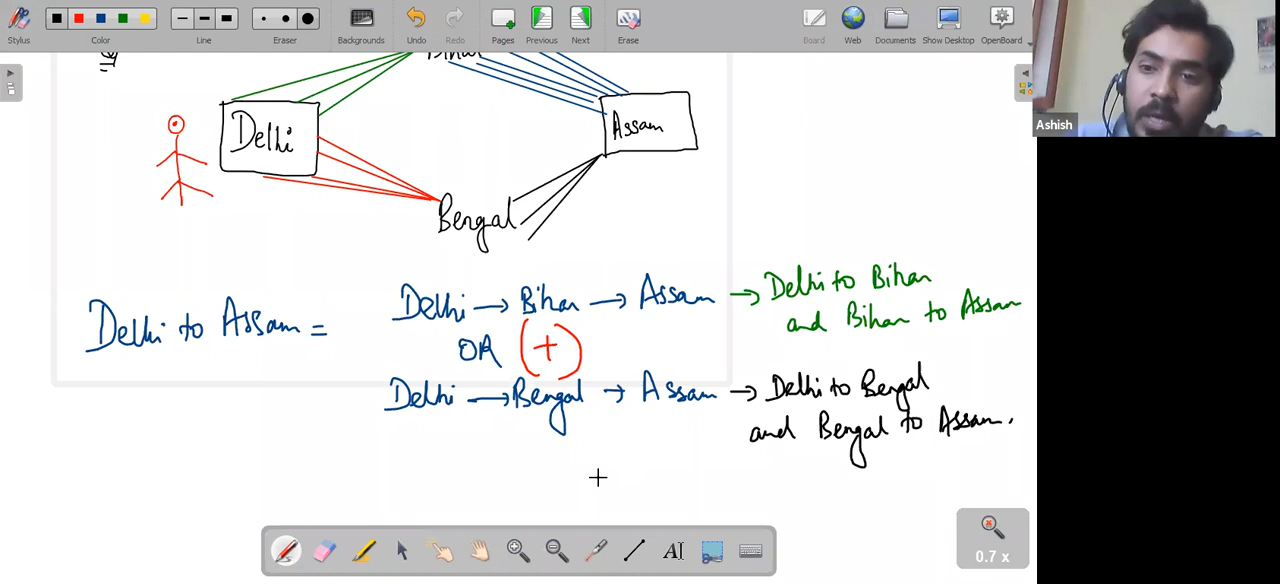 Stylus
Color
Line
Eraser
Backgrounds
Undo
Redo
Pages
Previous
Next
Erase
Board
Web
Documents
Show Desktop
OpenBoard
Bihar
Delhi
Assam
Bengal
Ashish
Delhi to Assam =
Delhi → Bihar → Assam → Delhi to Bihar
and Bihar to Assam
OR (+)
Delhi → Bengal → Assam → Delhi to Bengal
and Bengal to Assam.
AI
0.7 x